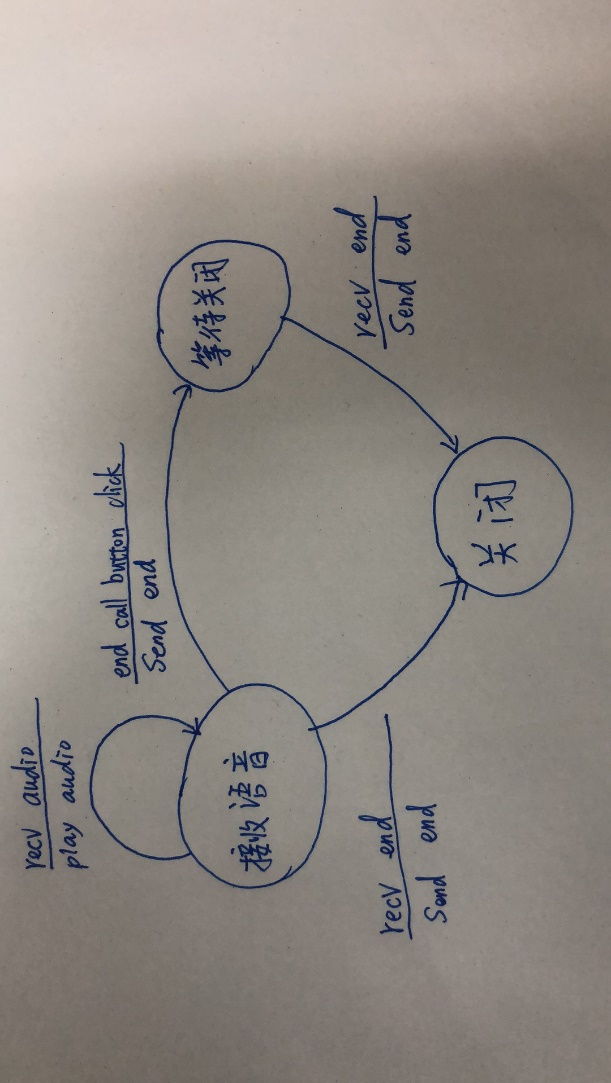 recv audio
play audio
end call button click
Send end
接收语音
等待关闭
recv end
Send end
recv end
Send end
关闭